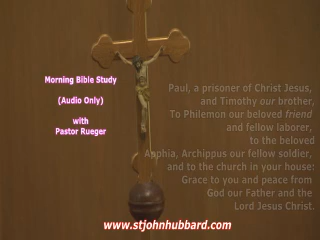 Morning Bible Study
(Audio Only)
with
Pastor Rueger
Paul, a prisoner of Christ Jesus,
and Timothy our brother,
To Philemon our beloved friend
and fellow laborer,
to the beloved
Apphia, Archippus our fellow soldier,
and to the church in your house:
Grace to you and peace from
God our Father and the
Lord Jesus Christ.
www.stjohnhubbard.com